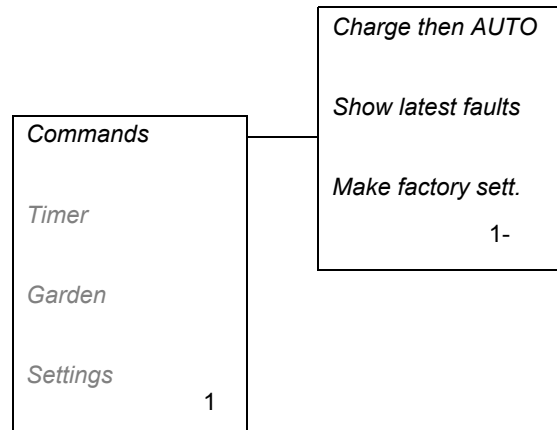 Commands
Timer
Garden
Settings
1
Charge then AUTO
Show latest faults
Make factory sett.
1-